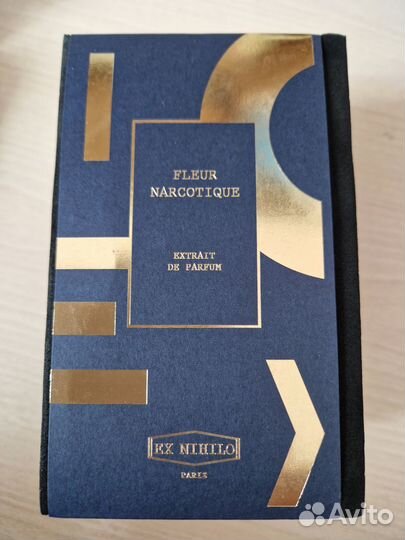 FLEUR
NARCOTIQUE
EXTRAIT
DE PARFUM
EX NIHILO
PARIS
Avito